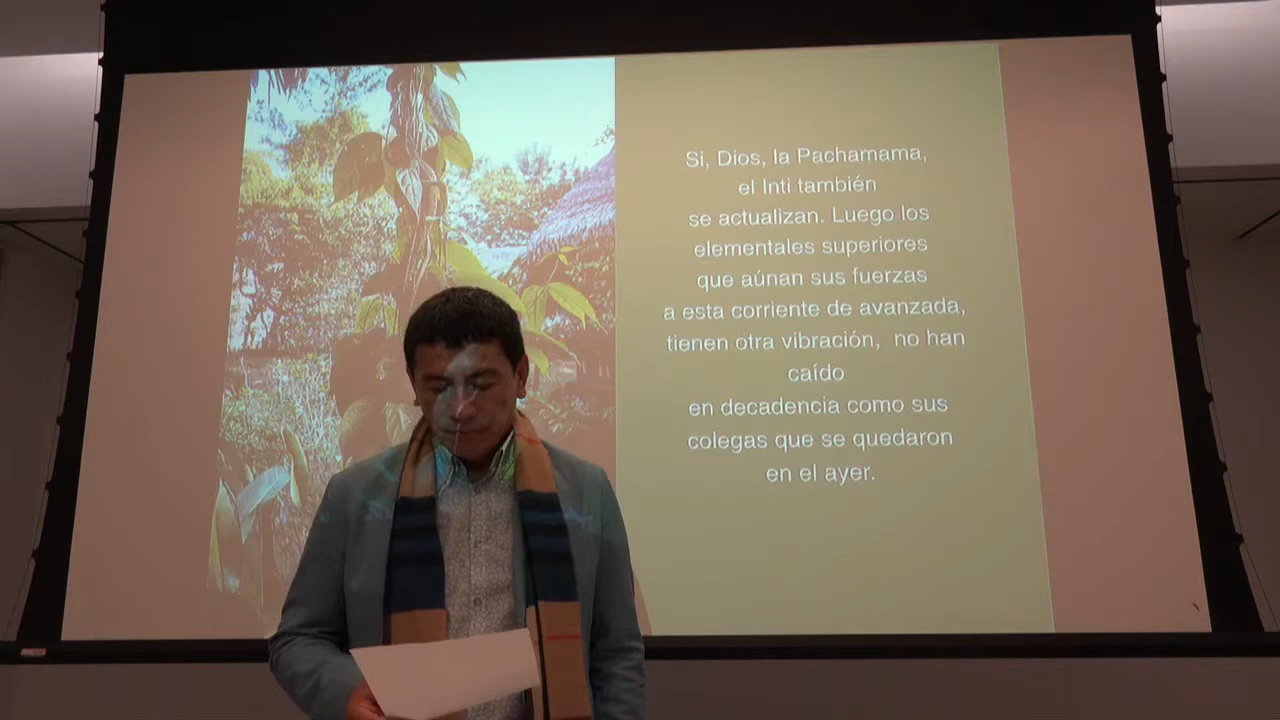 Si, Dios, la Pachamama,
el Inti también
se actualizan. Luego los
elementales superiores
que aúnan sus fuerzas
a esta corriente de avanzada,
tienen otra vibración, no han
caído
en decadencia como sus
colegas que se quedaron
en el ayer.